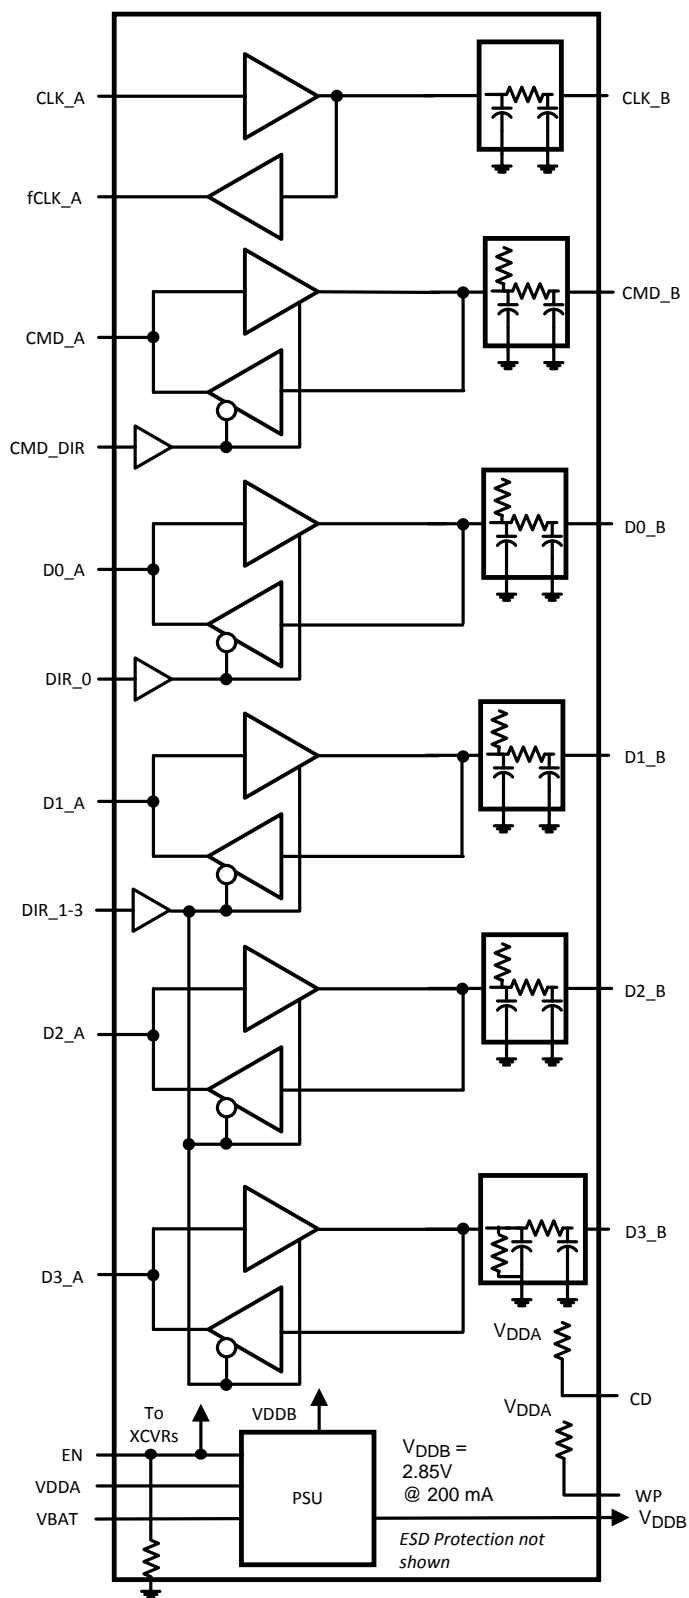 CLK_A
CLK_B
fCLK_A
CMD_B
CMD_A
CMD_DIR
D0_B
D0_A
DIR_0
D1_B
D1_A
DIR_1-3
D2_B
D2_A
D3_B
D3_A
VDDA
CD
VDDA
To
XCVRs
VDDB
EN
VDDA
VBAT
PSU
VDDB =
2.85V
@ 200 mA
WP
VDDB
ESD Protection not
shown